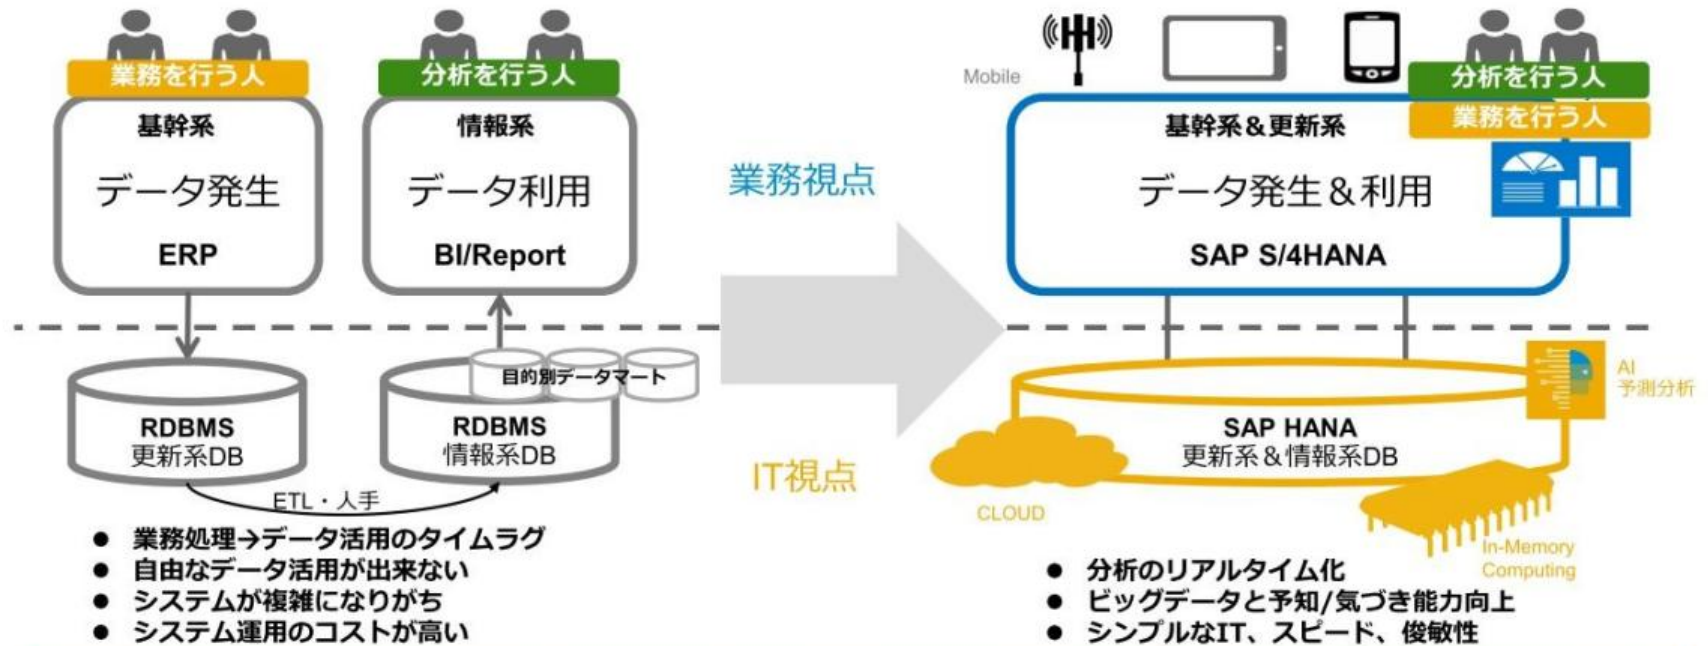 業務を行う人
基幹系
データ発生
ERP
分析を行う人
情報系
データ利用
BI/Report
RDBMS
更新系DB
目的別データマート
RDBMS
情報系DB
ETL・人手
● 業務処理→データ活用のタイムラグ
● 自由なデータ活用が出来ない
● システムが複雑になりがち
● システム運用のコストが高い
業務視点
IT視点
Mobile
分析を行う人
業務を行う人
基幹系&更新系
データ発生&利用
SAP S/4HANA
AI
予測分析
SAP HANA
更新系&情報系DB
CLOUD
In-Memory
Computing
● 分析のリアルタイム化
● ビッグデータと予知/気づき能力向上
● シンプルなIT、スピード、俊敏性